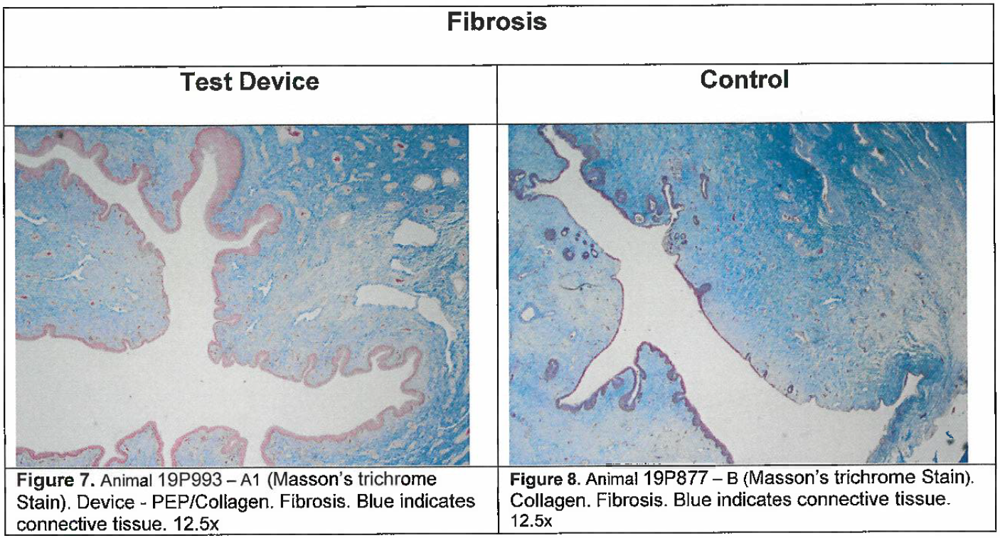 Fibrosis
Test Device
Control
Figure 7. Animal 19P993 – A1 (Masson's trichrome
Stain). Device - PEP/Collagen. Fibrosis. Blue indicates
connective tissue. 12.5x
Figure 8. Animal 19P877 – B (Masson's trichrome Stain).
Collagen. Fibrosis. Blue indicates connective tissue.
12.5x